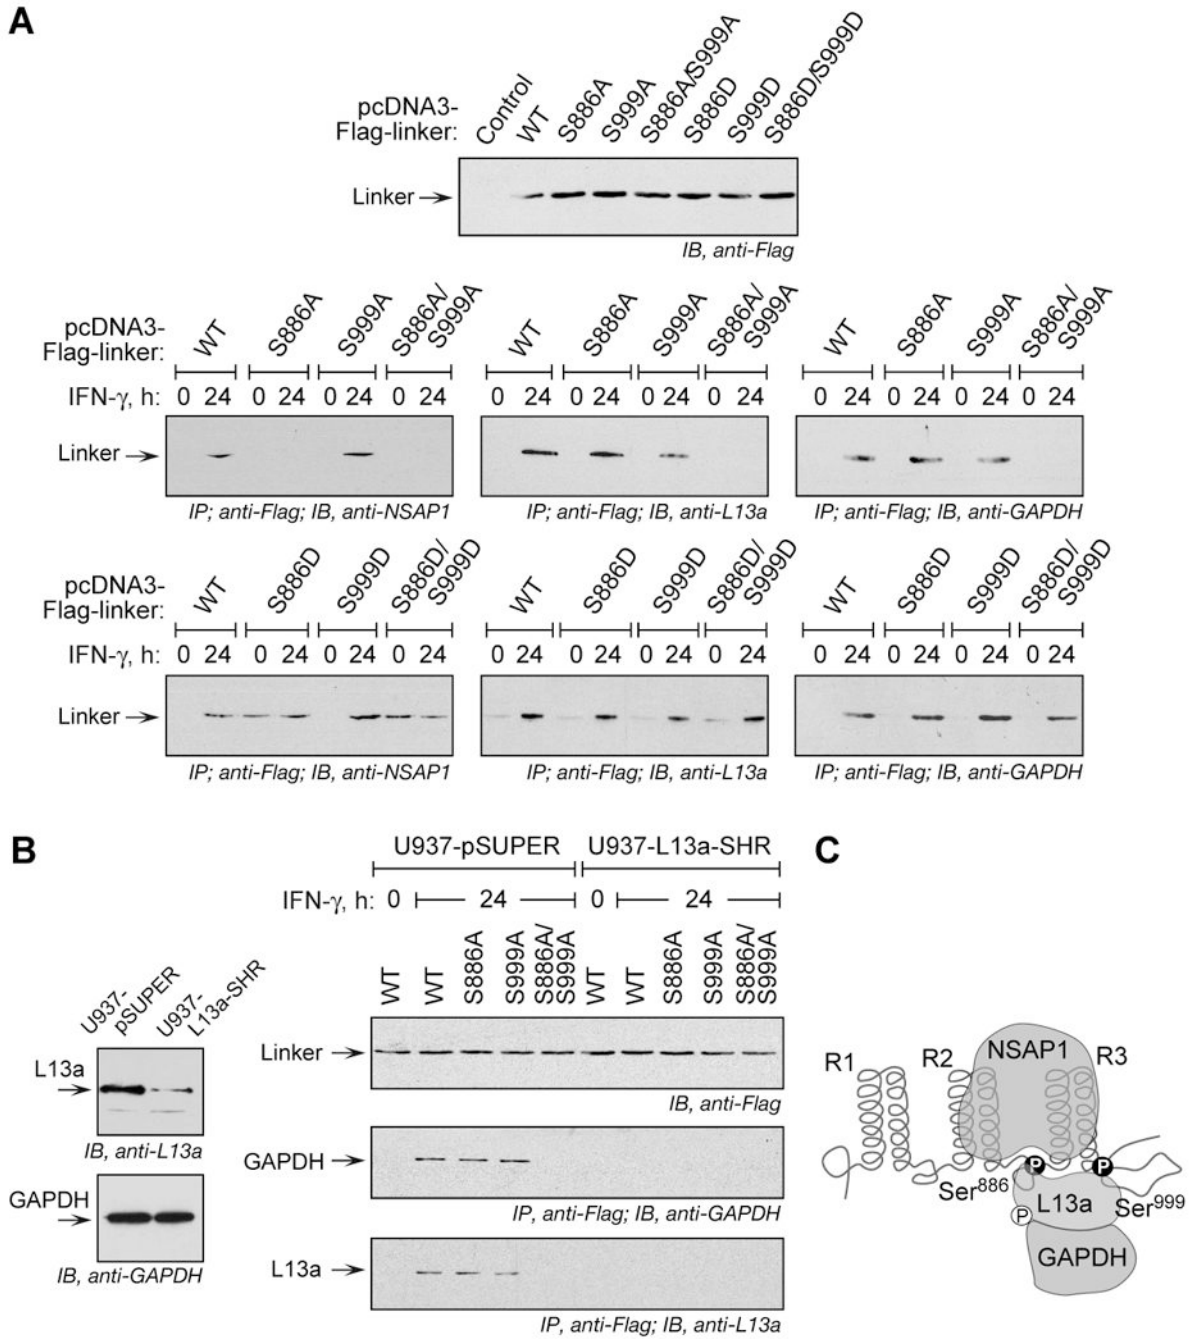 A
pcDNA3-
Flag-linker:
Control
WT
S886A
S999A
S886A/S999A
S886D
S999D
S886D/S999D
Linker
IB, anti-Flag
pcDNA3-
Flag-linker:
WT
S886A
S999A
S886A/
S999A
WT
S886A
S999A
S886A/
S999A
WT
S886A
S999A
S886A/
S999A
IFN-γ, h: 0 24 0 24 0 24 0 24 0 24 0 24 0 24 0 24 0 24 0 24 0 24 0 24
Linker
IP; anti-Flag; IB, anti-NSAP1
IP; anti-Flag; IB, anti-L13a
IP; anti-Flag; IB, anti-GAPDH
pcDNA3-
Flag-linker:
WT
S886D
S999D
S886D/
S999D
WT
S886D
S999D
S886D/
S999D
WT
S886D
S999D
S886D/
S999D
IFN-γ, h: 0 24 0 24 0 24 0 24 0 24 0 24 0 24 0 24 0 24 0 24 0 24 0 24
Linker
IP; anti-Flag; IB, anti-NSAP1
IP; anti-Flag; IB, anti-L13a
IP; anti-Flag; IB, anti-GAPDH
B
U937-
pSUPER
U937-
L13a-SHR
L13a
IB, anti-L13a
GAPDH
IB, anti-GAPDH
U937-pSUPER U937-L13a-SHR
IFN-γ, h: 0 24 0 24
WT
WT
S886A
S999A
S886A/
S999A
WT
WT
S886A
S999A
S886A/
S999A
Linker
IB, anti-Flag
GAPDH
IP, anti-Flag; IB, anti-GAPDH
L13a
IP, anti-Flag; IB, anti-L13a
C
R1 R2 NSAP1 R3
P P
Ser886 L13a Ser999
P
GAPDH